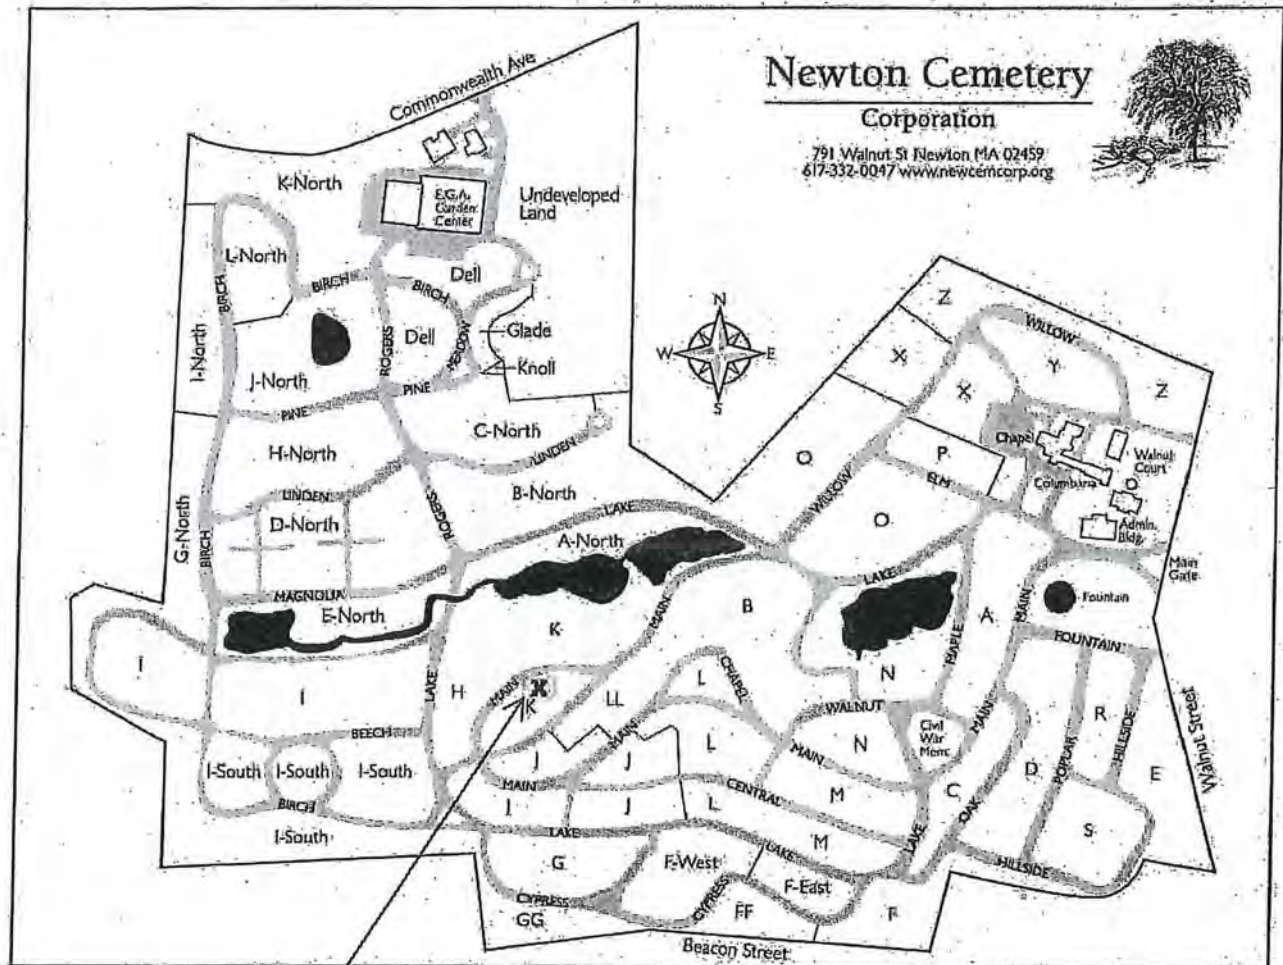 Newton Cemetery
Corporation
791 Walnut St Newton MA 02459
617-332-0047 www.newcemcorp.org
Commonwealth Ave
K-North
E.G.A.
Garden
Center
Undeveloped
Land
L-North
BIRCH
BIRCH
Dell
BIRCH
I-North
ROGERS
Dell
MEADOW
Glade
Knoll
J-North
PINE
PINE
N
W
E
S
Z
WILLOW
X
X
Y
Z
C-North
LINDEN
H-North
Chapel
Walnut
Court
Columbaria
O
P
ELM
WILLOW
LINDEN
B-North
G-North
D-North
ROGERS
LAKE
O
Admin.
Bldg.
BIRCH
A-North
Main
Gate
MAGNOLIA
E-North
LAKE
Fountain
MAIN
B
A
MAIN
K
MAPLE
FOUNTAIN
I
I
LAKE
H
MAIN
K
LL
L
CHAPEL
N
WALNUT
Walnut Street
BEECH
MAIN
Civil
War
Mem.
MAIN
R
HILLSIDE
I-South
I-South
I-South
J
J
L
MAIN
N
D
POPLAR
E
MAIN
CENTRAL
M
C
OAK
BIRCH
J
J
L
S
I-South
LAKE
LAKE
M
LAKE
HILLSIDE
G
F-West
F-East
CYPRESS
CYPRESS
FF
F
GG
Beacon Street